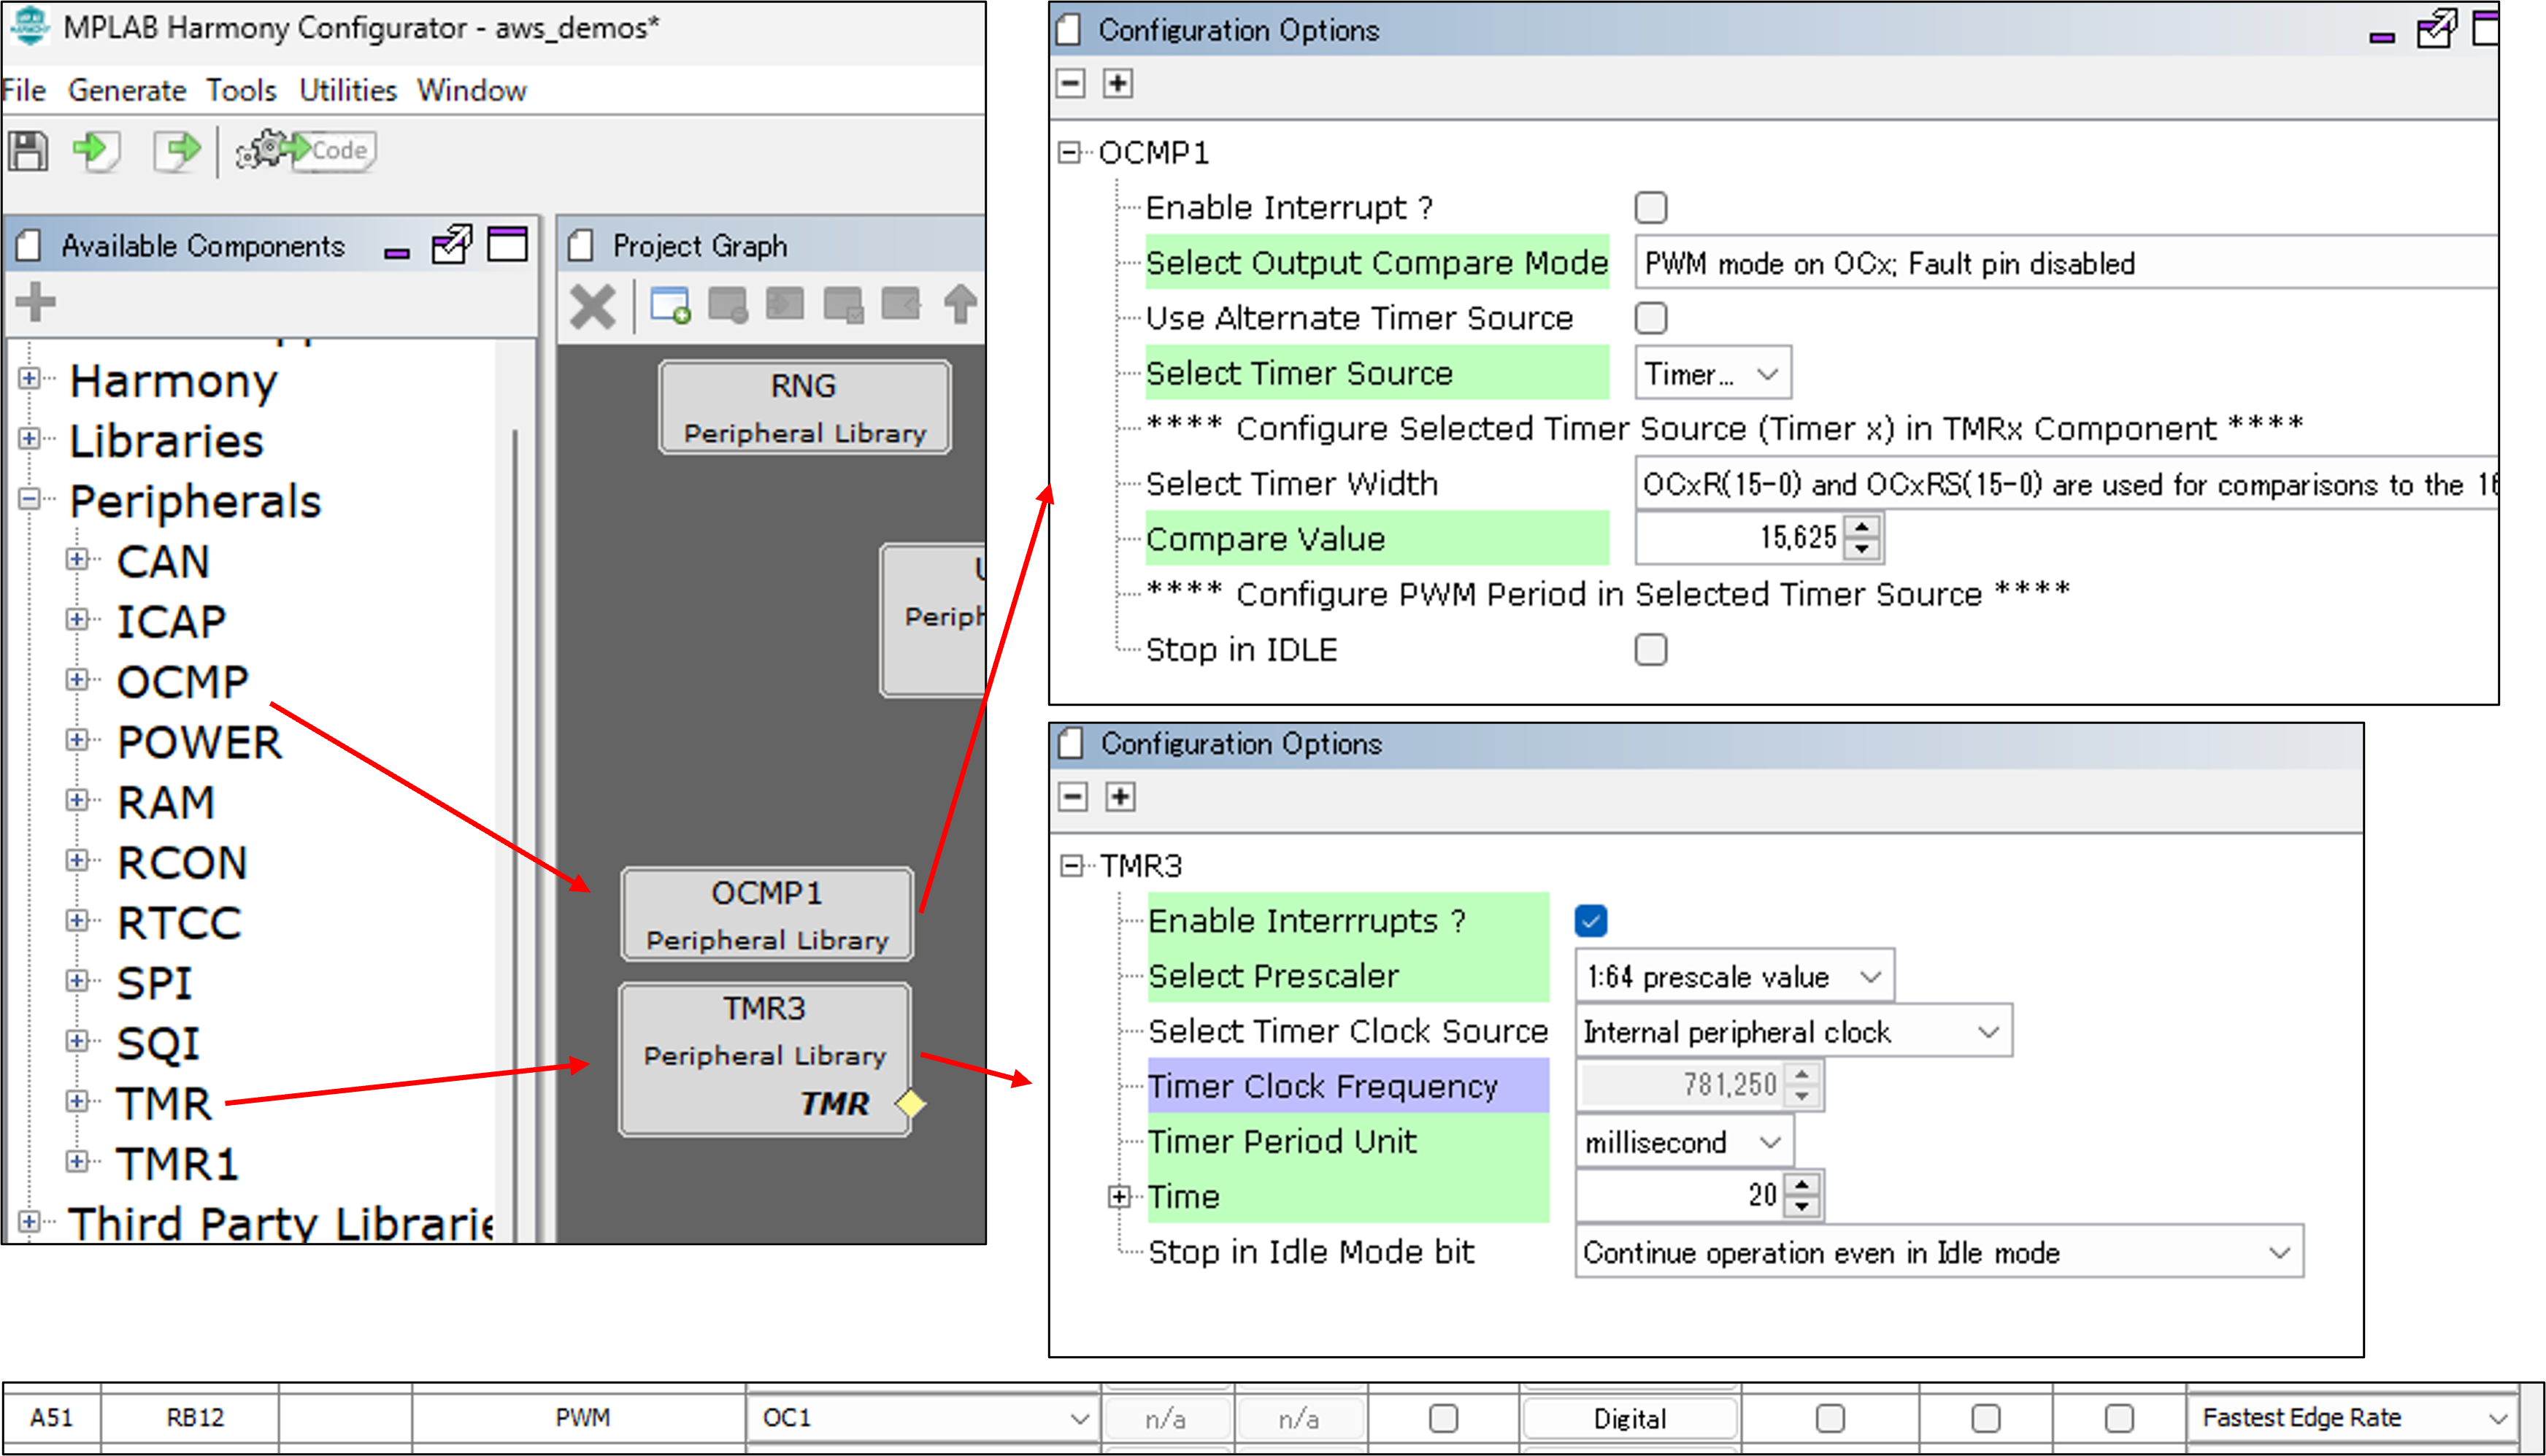 MPLAB Harmony Configurator - aws_demos*
File Generate Tools Utilities Window
Code
Available Components
Harmony
Libraries
Peripherals
CAN
ICAP
OCMP
POWER
RAM
RCON
RTCC
SPI
SQI
TMR
TMR1
Third Party Librarie
Project Graph
RNG
Peripheral Library
Periph
OCMP1
Peripheral Library
TMR3
Peripheral Library
TMR
Configuration Options
OCMP1
Enable Interrupt ?
Select Output Compare Mode PWM mode on OCx; Fault pin disabled
Use Alternate Timer Source
Select Timer Source Timer...
**** Configure Selected Timer Source (Timer x) in TMRx Component ****
Select Timer Width OCxR(15-0) and OCxRS(15-0) are used for comparisons to the 16
Compare Value 15,625
**** Configure PWM Period in Selected Timer Source ****
Stop in IDLE
Configuration Options
TMR3
Enable Interrrupts ?
Select Prescaler 1:64 prescale value
Select Timer Clock Source Internal peripheral clock
Timer Clock Frequency 781,250
Timer Period Unit millisecond
Time 20
Stop in Idle Mode bit Continue operation even in Idle mode
A51 RB12 PWM OC1 n/a n/a Digital Fastest Edge Rate